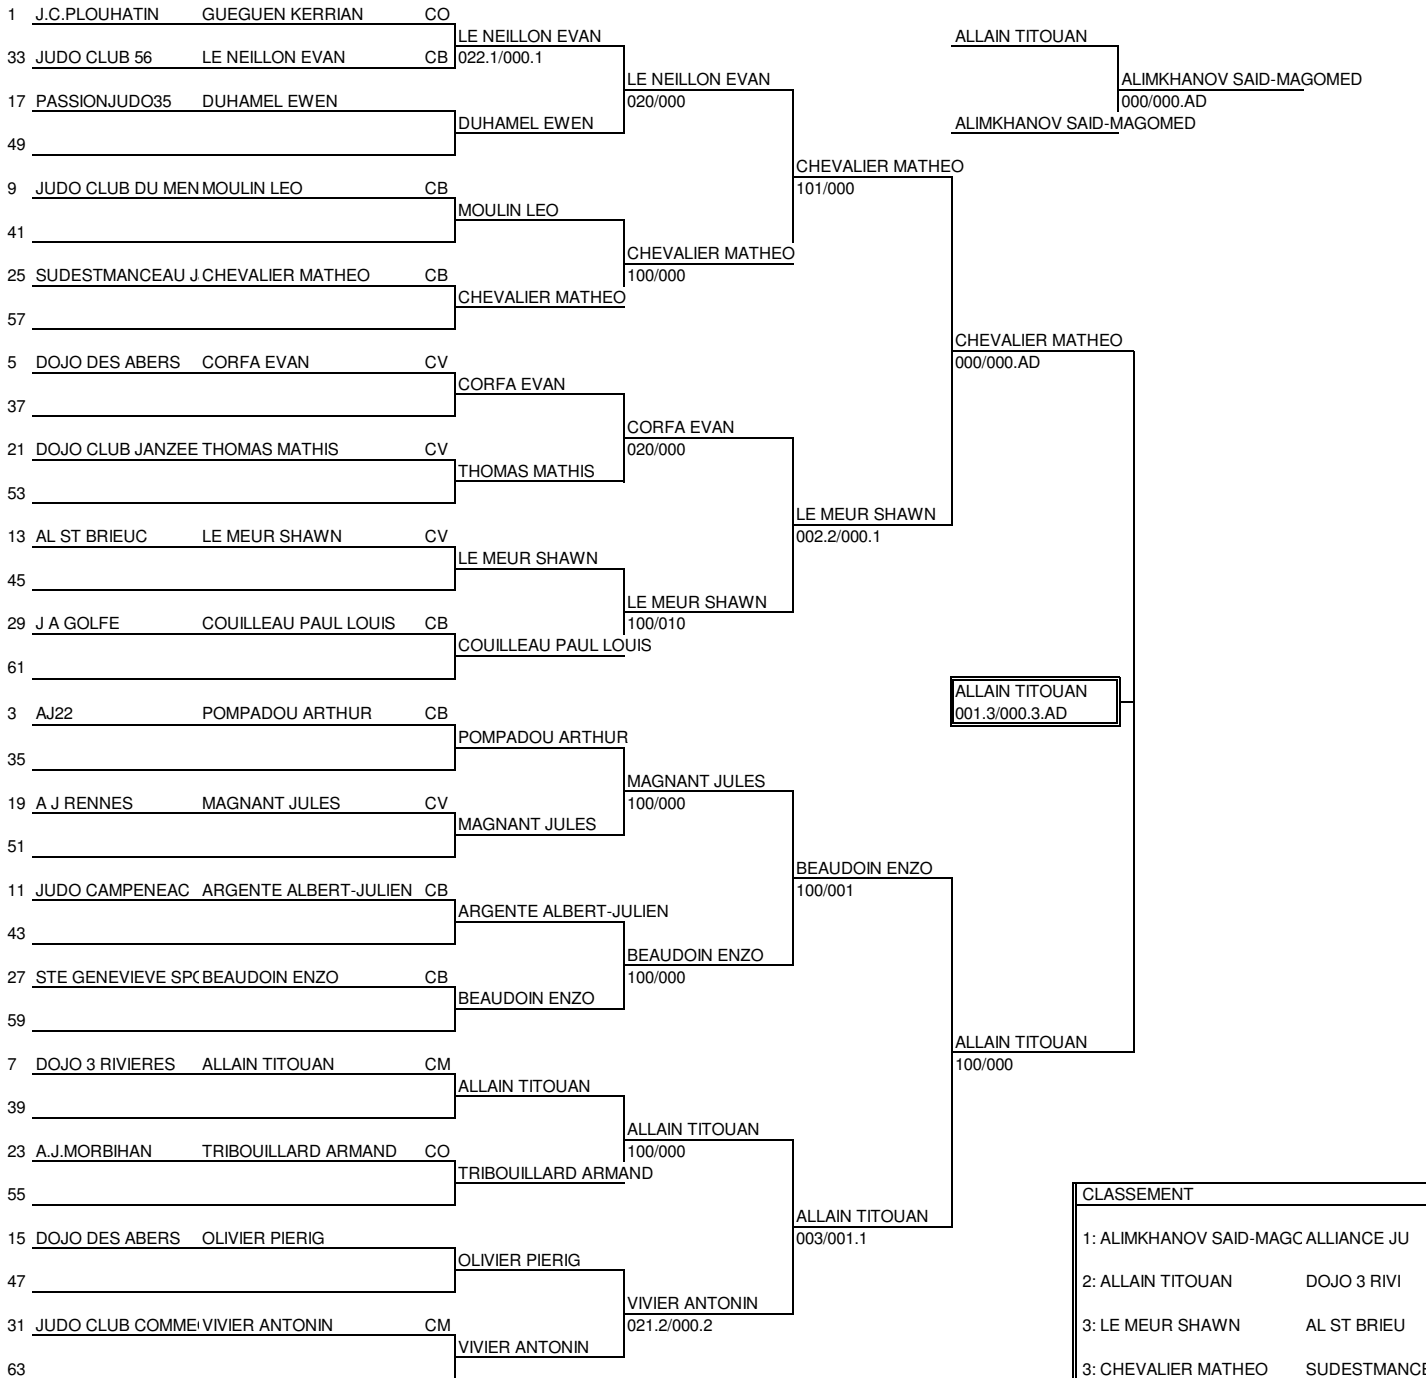 1 J.C.PLOUHATIN GUEGUEN KERRIAN CO
LE NEILLON EVAN ALLAIN TITOUAN
33 JUDO CLUB 56 LE NEILLON EVAN CB 022.1/000.1
LE NEILLON EVAN ALIMKHANOV SAID-MAGOMED
17 PASSIONJUDO35 DUHAMEL EWEN 020/000 000/000.AD
DUHAMEL EWEN ALIMKHANOV SAID-MAGOMED
49
CHEVALIER MATHEO
9 JUDO CLUB DU MEN MOULIN LEO CB 101/000
MOULIN LEO
41
CHEVALIER MATHEO
25 SUDESTMANCEAU J CHEVALIER MATHEO CB 100/000
CHEVALIER MATHEO
57
CHEVALIER MATHEO
5 DOJO DES ABERS CORFA EVAN CV 000/000.AD
CORFA EVAN
37
CORFA EVAN
21 DOJO CLUB JANZEE THOMAS MATHIS CV 020/000
THOMAS MATHIS
53
LE MEUR SHAWN
13 AL ST BRIEUC LE MEUR SHAWN CV 002.2/000.1
LE MEUR SHAWN
45
LE MEUR SHAWN
29 J A GOLFE COUILLEAU PAUL LOUIS CB 100/010
COUILLEAU PAUL LOUIS
61
ALLAIN TITOUAN
3 AJ22 POMPADOU ARTHUR CB 001.3/000.3.AD
POMPADOU ARTHUR
35
MAGNANT JULES
19 A J RENNES MAGNANT JULES CV 100/000
MAGNANT JULES
51
BEAUDOIN ENZO
11 JUDO CAMPENEAC ARGENTE ALBERT-JULIEN CB 100/001
ARGENTE ALBERT-JULIEN
43
BEAUDOIN ENZO
27 STE GENEVIEVE SPO BEAUDOIN ENZO CB 100/000
BEAUDOIN ENZO
59
ALLAIN TITOUAN
7 DOJO 3 RIVIERES ALLAIN TITOUAN CM 100/000
ALLAIN TITOUAN
39
ALLAIN TITOUAN
23 A.J.MORBIHAN TRIBOUILLARD ARMAND CO 100/000
TRIBOUILLARD ARMAND
55 CLASSEMENT
ALLAIN TITOUAN
15 DOJO DES ABERS OLIVIER PIERIG 003/001.1 1: ALIMKHANOV SAID-MAGO ALLIANCE JU
OLIVIER PIERIG
47 2: ALLAIN TITOUAN DOJO 3 RIVI
VIVIER ANTONIN
31 JUDO CLUB COMME VIVIER ANTONIN CM 021.2/000.2 3: LE MEUR SHAWN AL ST BRIEU
VIVIER ANTONIN
63 3: CHEVALIER MATHEO SUDESTMANCE